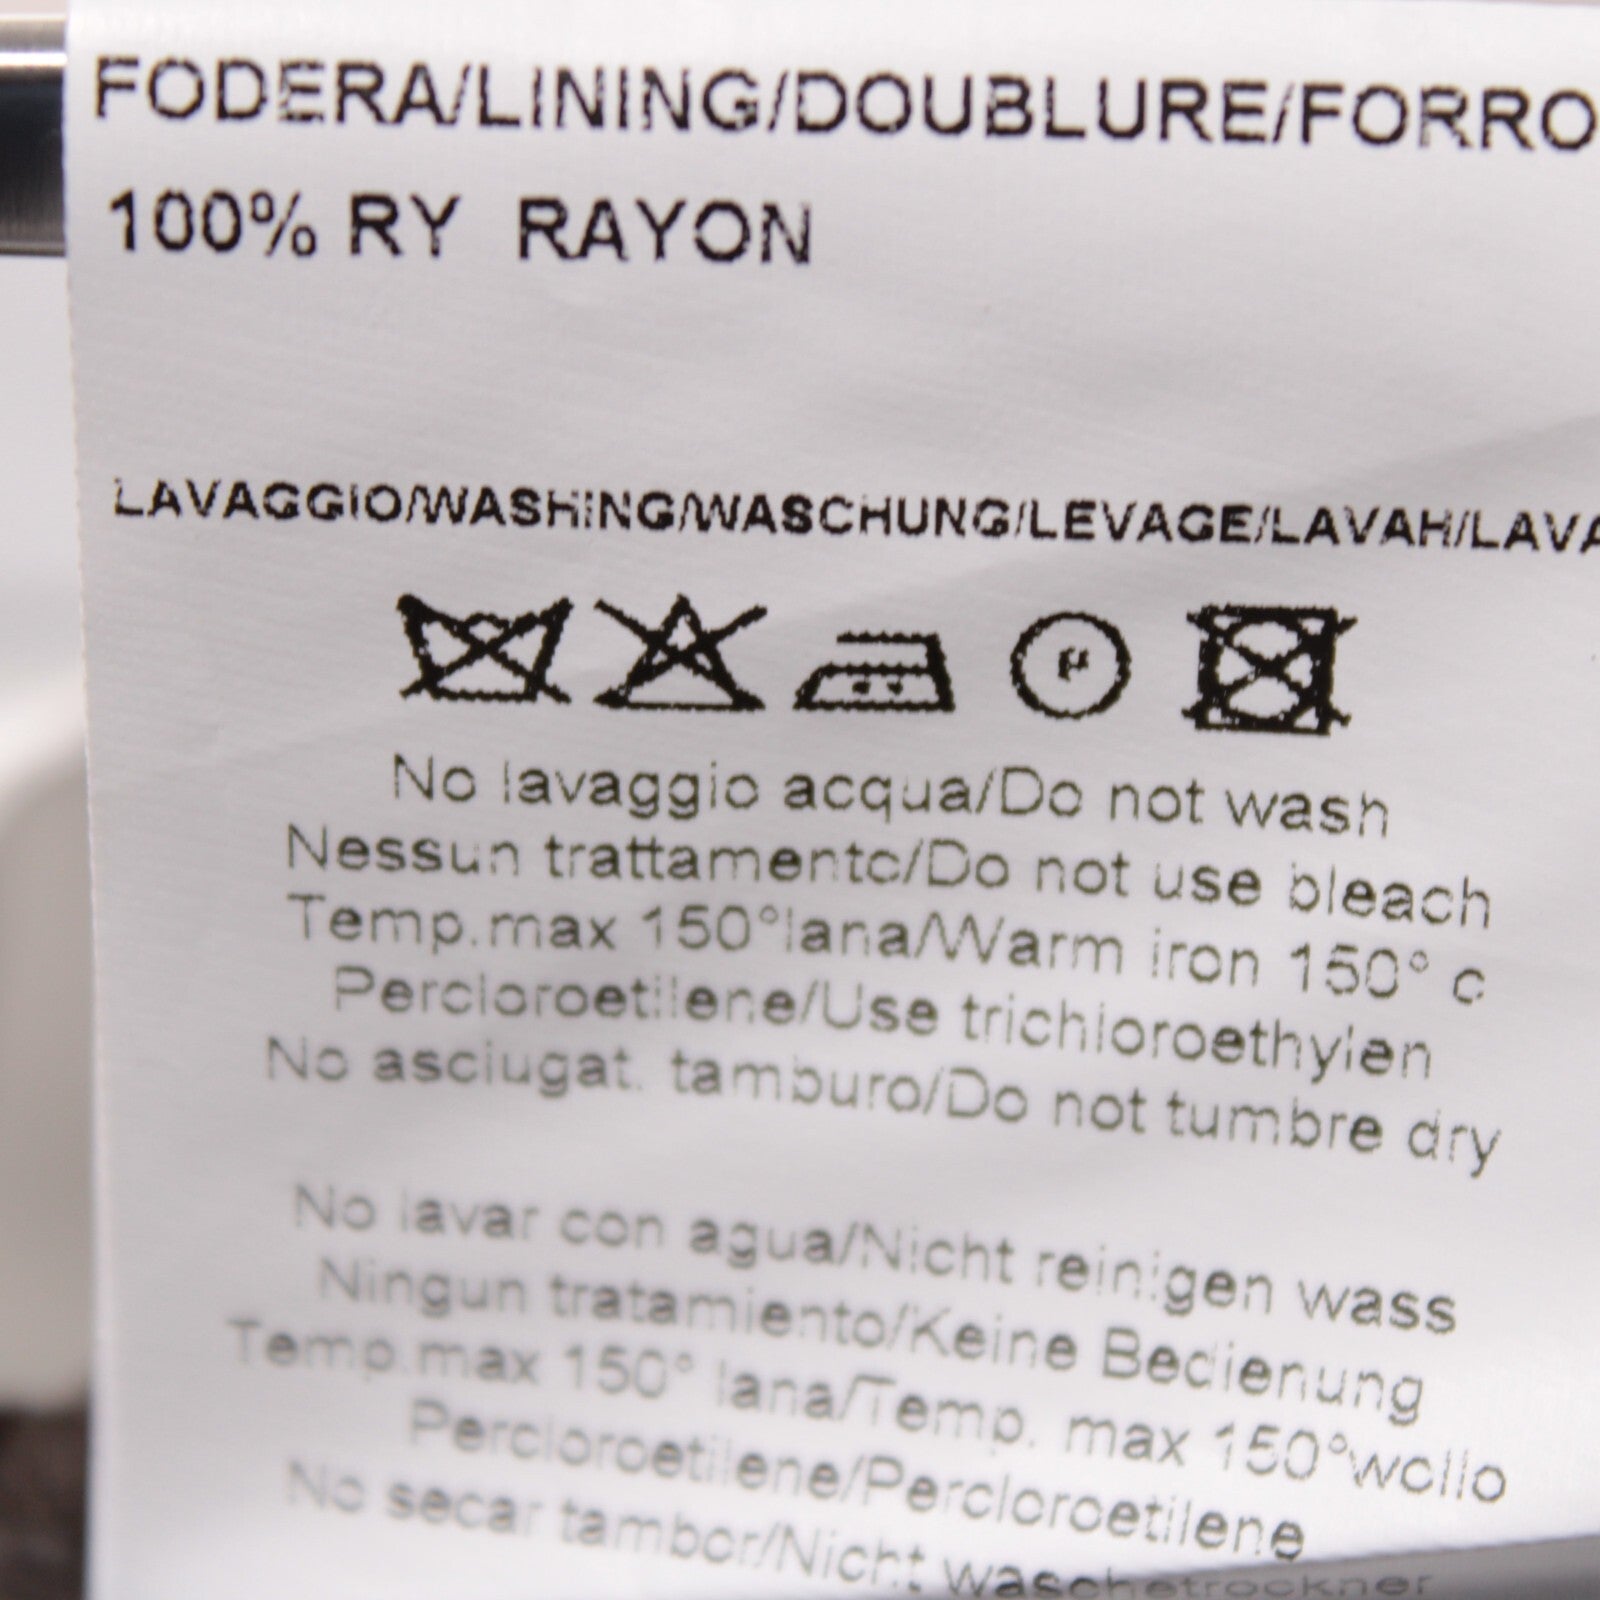 FODERA/LINING/DOUBLURE/FORRO
100% RY RAYON
LAVAGGIO/WASHING/WASCHUNG/LEVAGE/LAVAH/LAVA
P
No lavaggio acqua/Do not wash
Nessun trattamento/Do not use bleach
Temp.max 150°lana/Warm iron 150° c
Percloroetilene/Use trichloroethylen
No asciugat. tamburo/Do not tumbre dry
No lavar con agua/Nicht reinigen wass
Ningun tratamiento/Keine Bedienung
Temp.max 150° lana/Temp. max 150°wollo
Percloroetilene/Percloroetilene
No secar tambor/Nicht waschetrockner